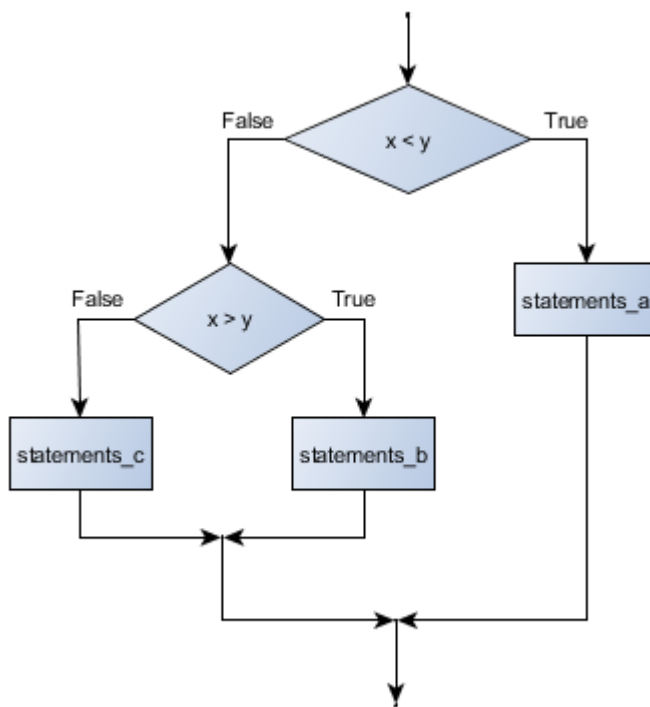 False
True
x < y
False
True
x > y
statements_a
statements_c
statements_b